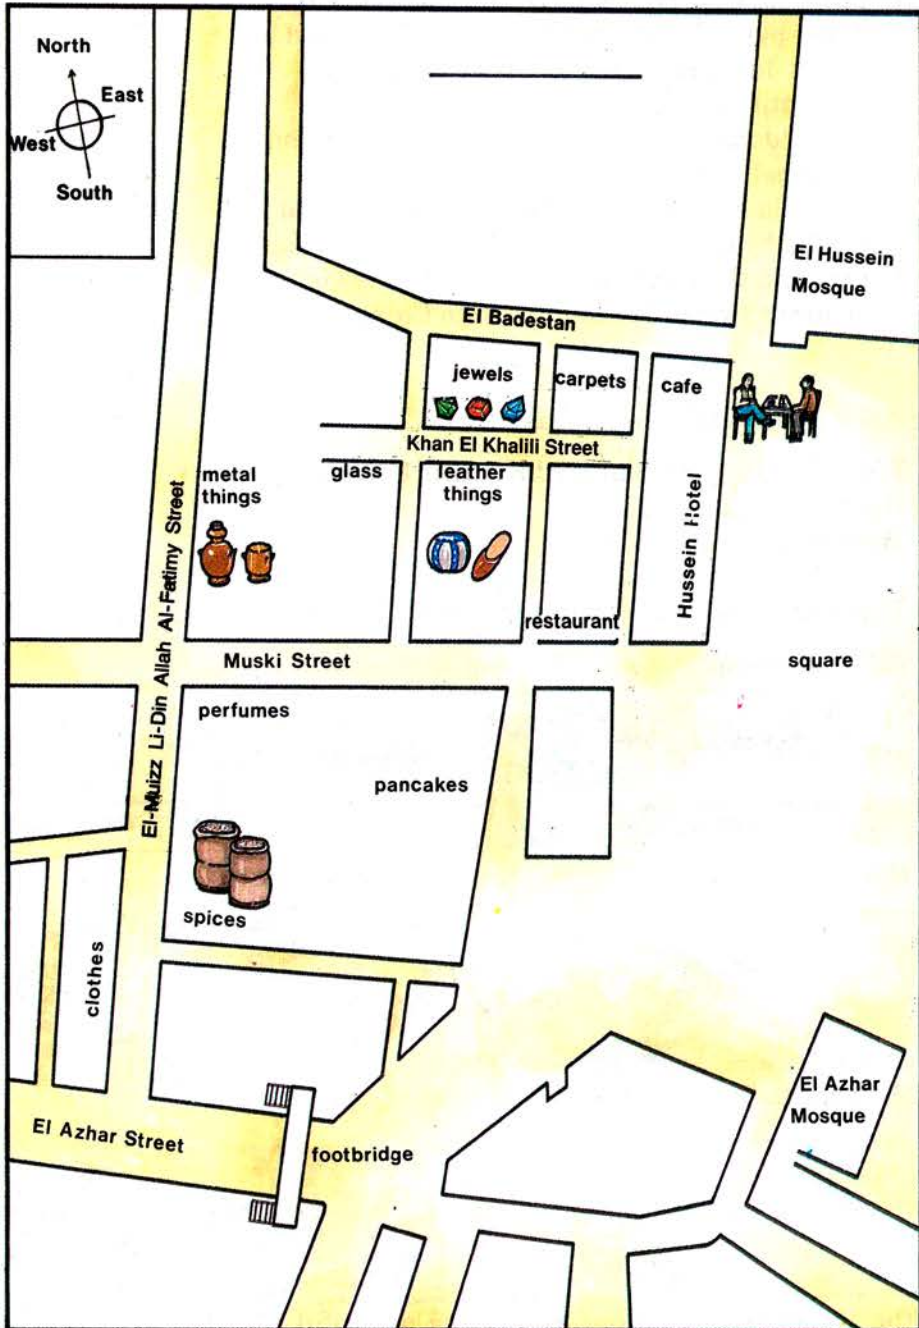 North
East
West
South
El Hussein
Mosque
El Badestan
jewels
carpets
cafe
Khan El Khalili Street
metal
things
glass
leather
things
Hussein Hotel
El-Muizz Li-Din Allah Al-Fatimy Street
restaurant
Muski Street
square
perfumes
pancakes
spices
clothes
El Azhar
Mosque
El Azhar Street
footbridge